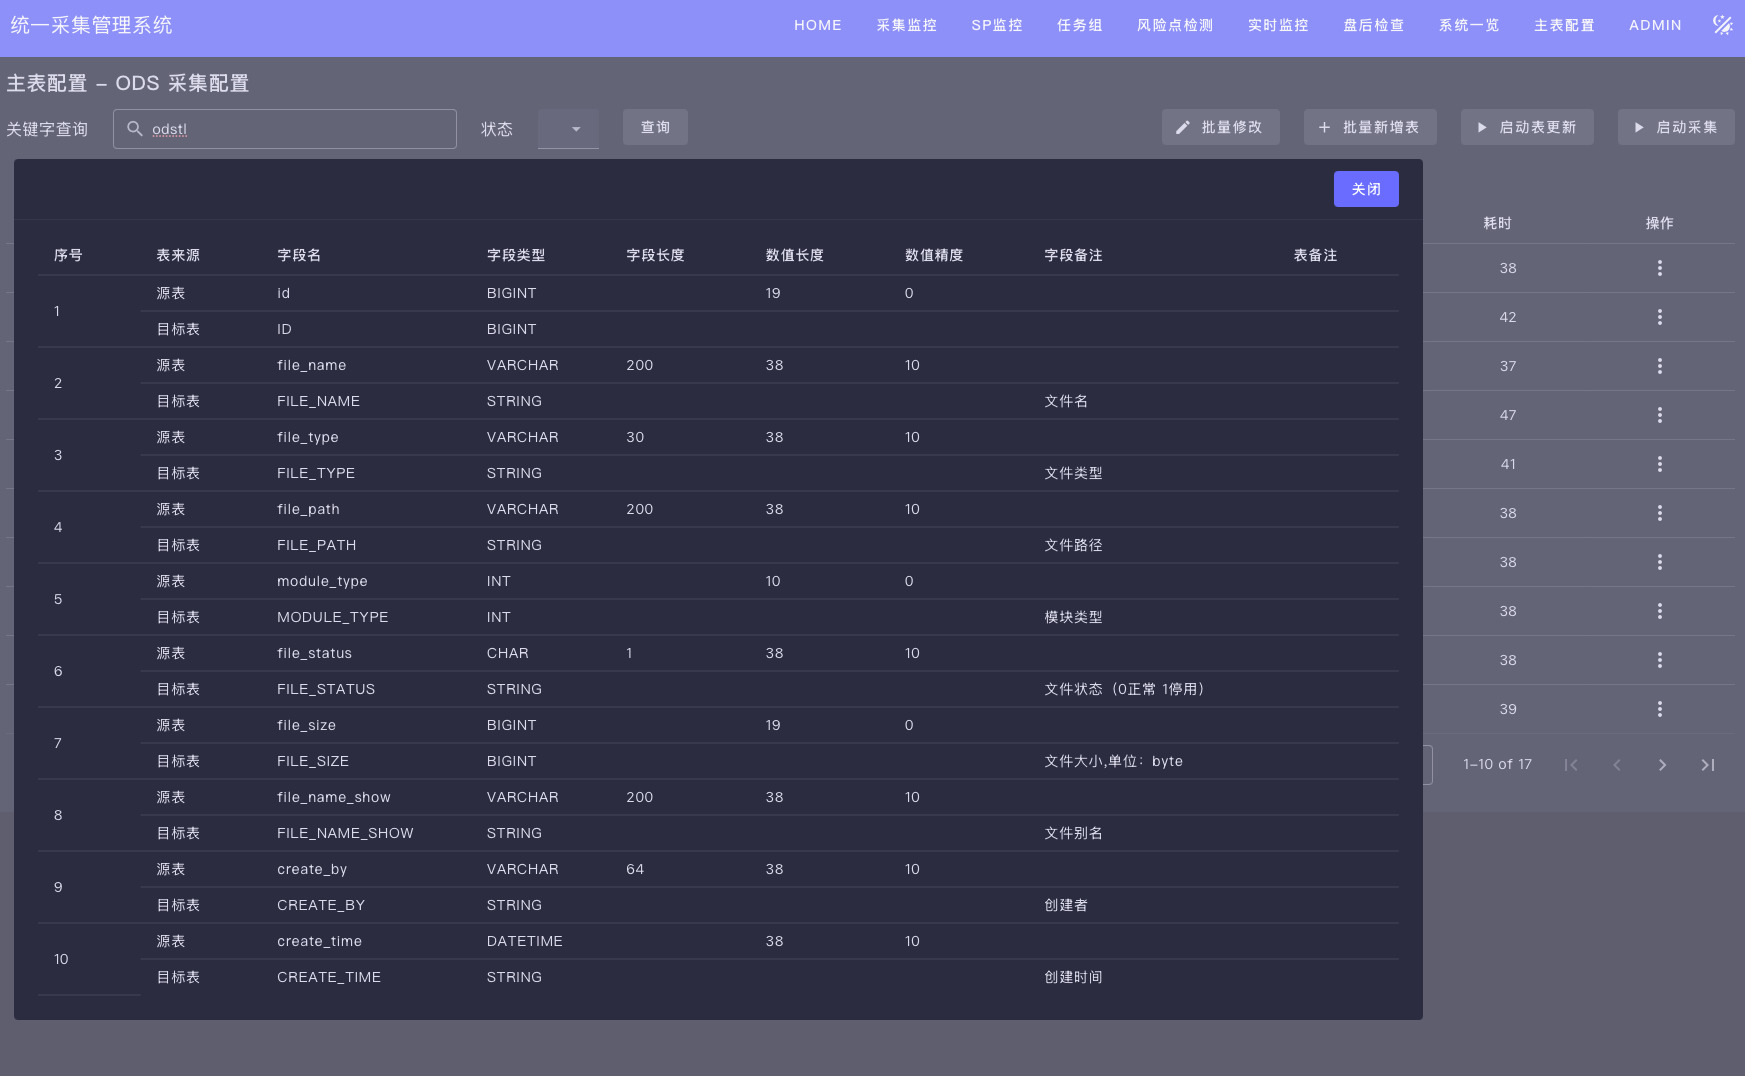 统一采集管理系统 HOME 采集监控 SP监控 任务组 风险点检测 实时监控 盘后检查 系统一览 主表配置 ADMIN
主表配置 – ODS 采集配置
关键字查询 odstl 状态 查询 批量修改 批量新增表 启动表更新 启动采集
关闭
耗时 操作
序号 表来源 字段名 字段类型 字段长度 数值长度 数值精度 字段备注 表备注
1
源表 id BIGINT 19 0
目标表 ID BIGINT
2
源表 file_name VARCHAR 200 38 10
目标表 FILE_NAME STRING 文件名
3
源表 file_type VARCHAR 30 38 10
目标表 FILE_TYPE STRING 文件类型
4
源表 file_path VARCHAR 200 38 10
目标表 FILE_PATH STRING 文件路径
5
源表 module_type INT 10 0
目标表 MODULE_TYPE INT 模块类型
6
源表 file_status CHAR 1 38 10
目标表 FILE_STATUS STRING 文件状态（0正常 1停用）
7
源表 file_size BIGINT 19 0
目标表 FILE_SIZE BIGINT 文件大小,单位：byte
8
源表 file_name_show VARCHAR 200 38 10
目标表 FILE_NAME_SHOW STRING 文件别名
9
源表 create_by VARCHAR 64 38 10
目标表 CREATE_BY STRING 创建者
10
源表 create_time DATETIME 38 10
目标表 CREATE_TIME STRING 创建时间
38
42
37
47
41
38
38
38
38
39
1–10 of 17